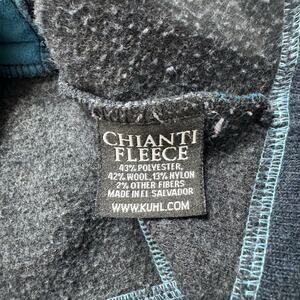 CHIANTI
FLEECE
43% POLYESTER,
42% WOOL, 13% NYLON
2% OTHER FIBERS
MADE IN EL SALVADOR
WWW.KUHL.COM